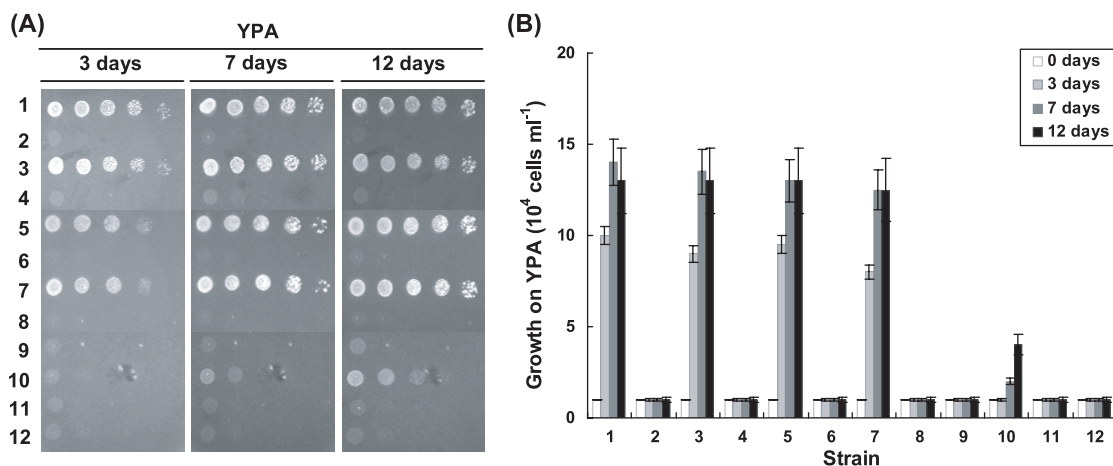 (A)
YPA
3 days 7 days 12 days
1
2
3
4
5
6
7
8
9
10
11
12
(B)
20
15
10
5
0
Growth on YPA (10⁴ cells ml⁻¹)
0 days
3 days
7 days
12 days
1 2 3 4 5 6 7 8 9 10 11 12
Strain